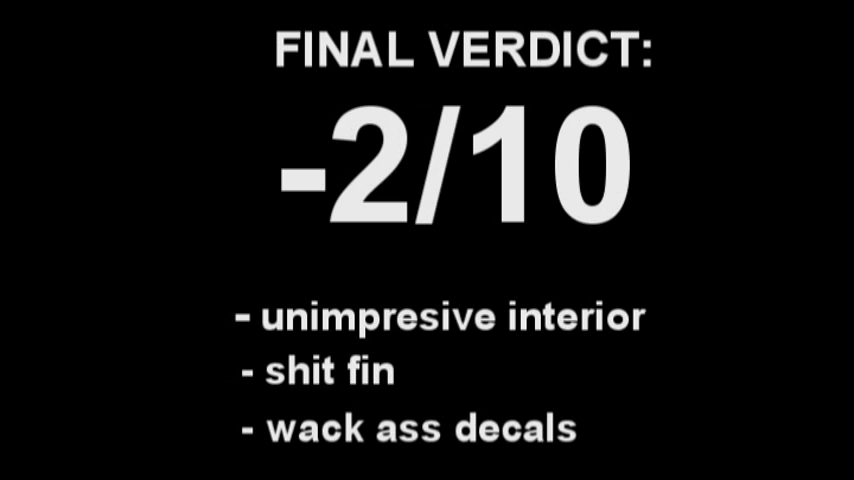 FINAL VERDICT:
-2/10
- unimpresive interior
- shit fin
- wack ass decals